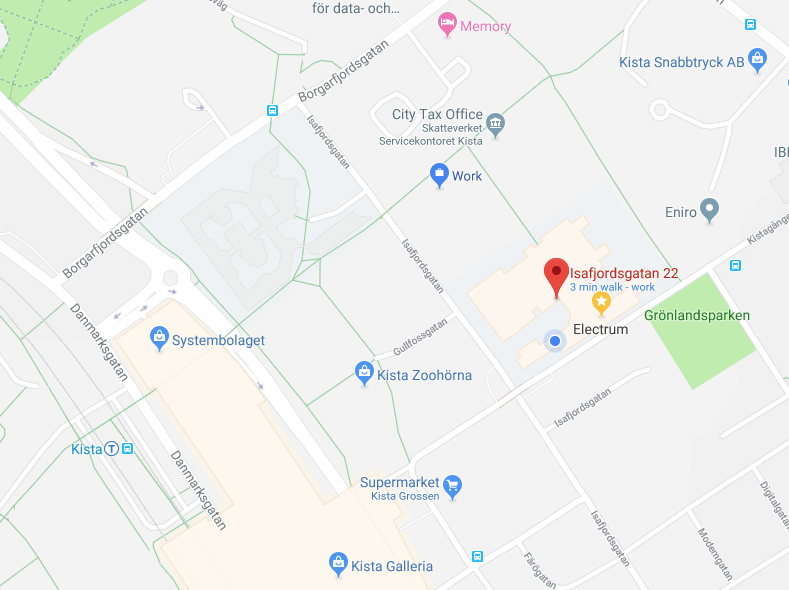 väg
för data- och...
Memory
Borgarfjordsgatan
Kista Snabbtryck AB
City Tax Office
Skatteverket
Servicekontoret Kista
Isafjordsgatan
Work
IBI
Eniro
Borgarfjordsgatan
Kistagången
Isafjordsgatan
Isafjordsgatan 22
3 min walk - work
Grönlandsparken
Electrum
Danmarksgatan
Systembolaget
Gullfossgatan
Kista Zoohörna
Isafjordsgatan
Kista
T
Danmarksgatan
Supermarket
Kista Grossen
Digitalgatan
Isafjordsgatan
Modemgatan
Färögatan
Kista Galleria